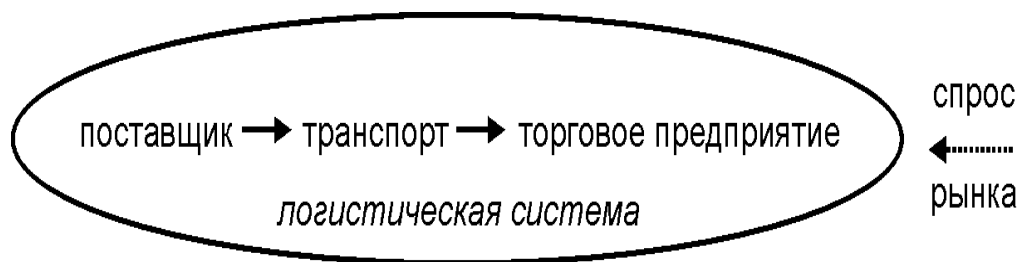 спрос
поставщик транспорт торговое предприятие
рынка
логистическая система